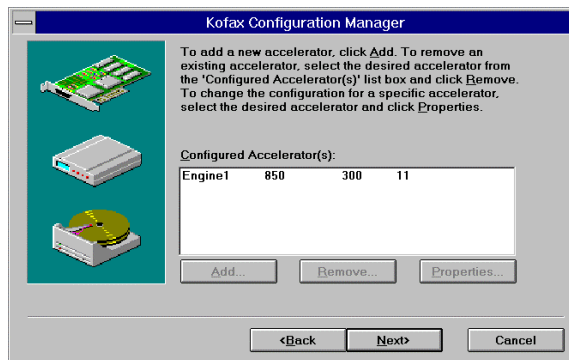 Kofax Configuration Manager
To add a new accelerator, click Add. To remove an
existing accelerator, select the desired accelerator from
the 'Configured Accelerator(s)' list box and click Remove.
To change the configuration for a specific accelerator,
select the desired accelerator and click Properties.
Configured Accelerator(s):
Engine1 850 300 11
Add... Remove... Properties...
<Back Next> Cancel